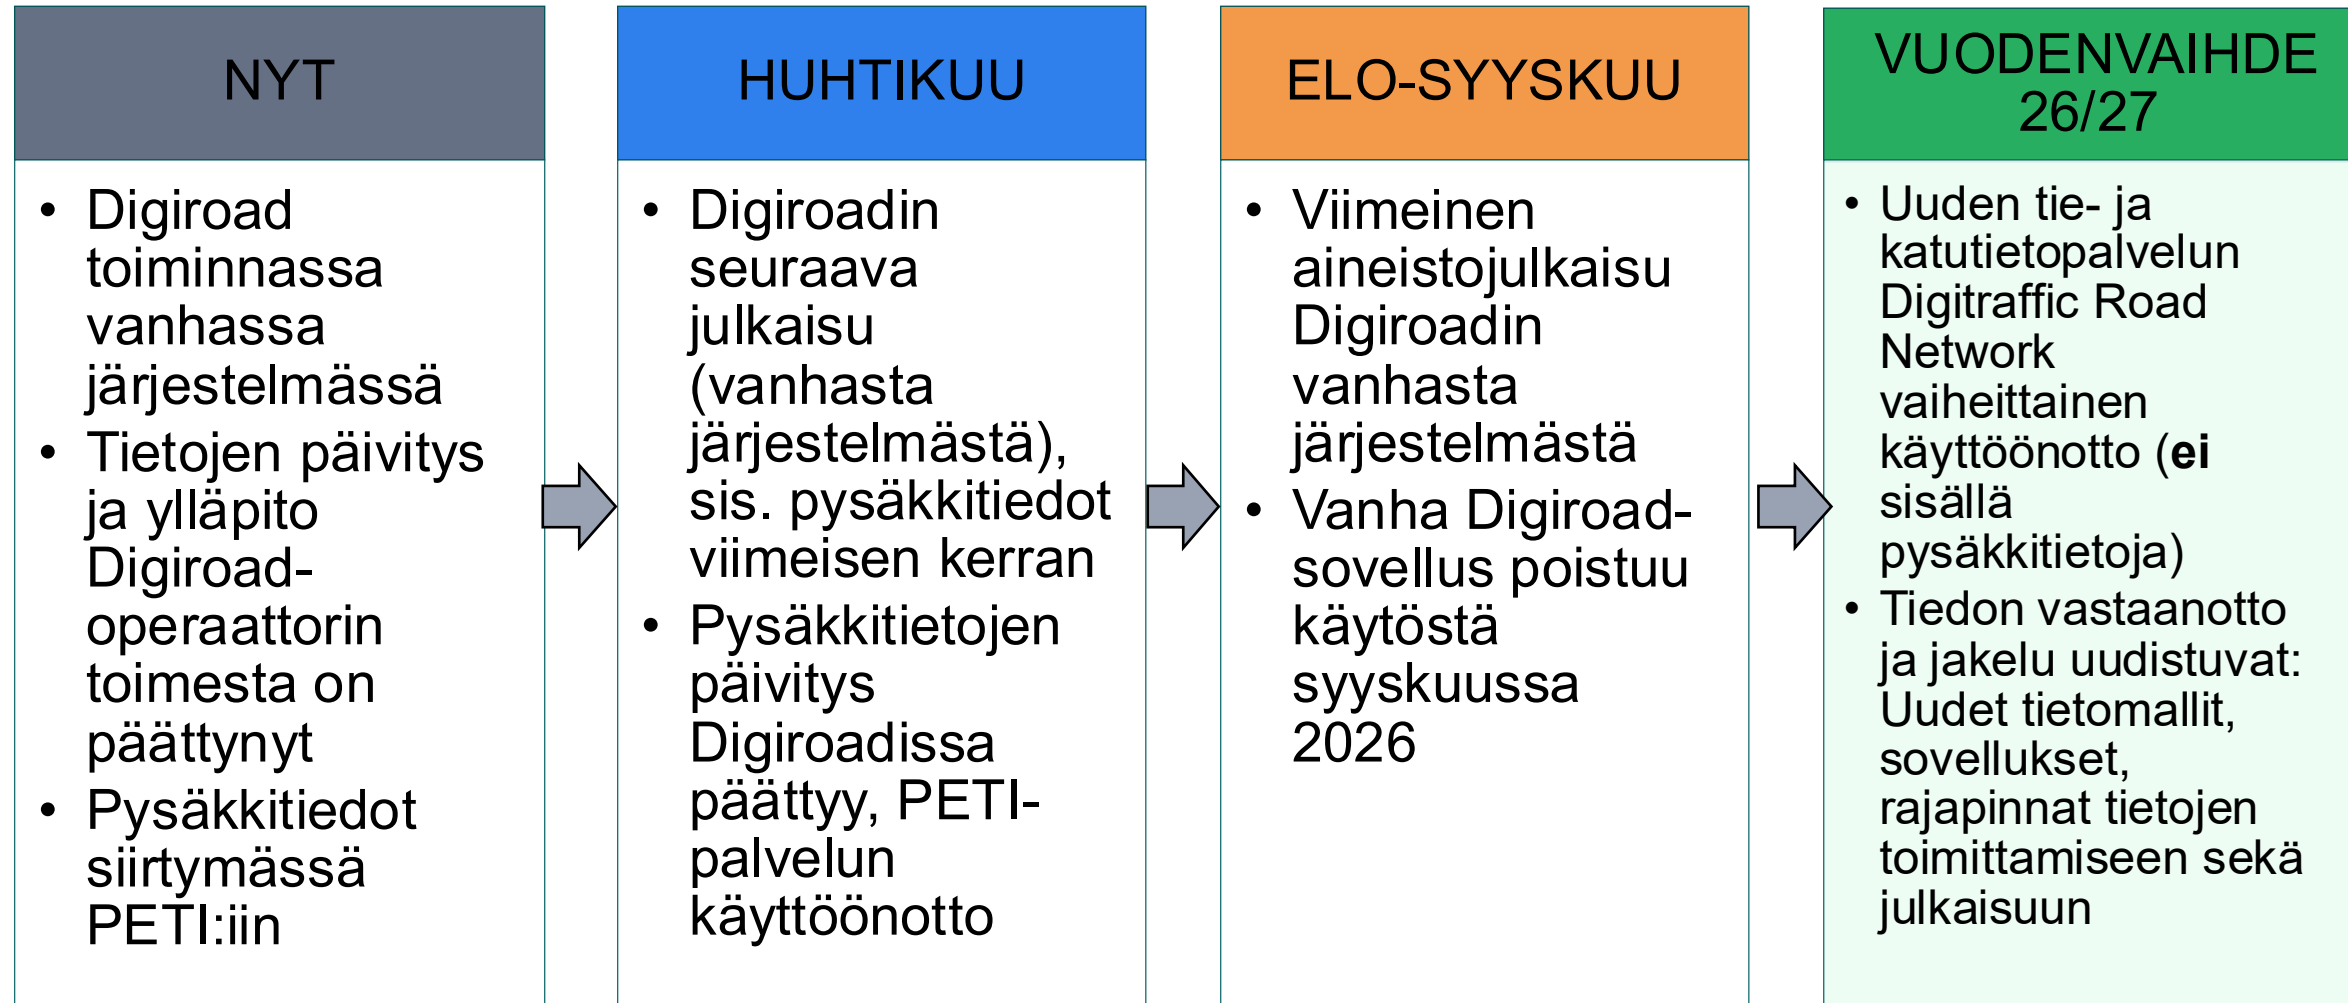 NYT
• Digiroad
toiminnassa
vanhassa
järjestelmässä
• Tietojen päivitys
ja ylläpito
Digiroad-
operaattorin
toimesta on
päättynyt
• Pysäkkitiedot
siirtymässä
PETI:iin
HUHTIKUU
• Digiroadin
seuraava
julkaisu
(vanhasta
järjestelmästä),
sis. pysäkkitiedot
viimeisen kerran
• Pysäkkitietojen
päivitys
Digiroadissa
päättyy, PETI-
palvelun
käyttöönotto
ELO-SYYSKUU
• Viimeinen
aineistojulkaisu
Digiroadin
vanhasta
järjestelmästä
• Vanha Digiroad-
sovellus poistuu
käytöstä
syyskuussa
2026
VUODENVAIHDE
26/27
• Uuden tie- ja
katutietopalvelun
Digitraffic Road
Network
vaiheittainen
käyttöönotto (ei
sisällä
pysäkkitietoja)
• Tiedon vastaanotto
ja jakelu uudistuvat:
Uudet tietomallit,
sovellukset,
rajapinnat tietojen
toimittamiseen sekä
julkaisuun